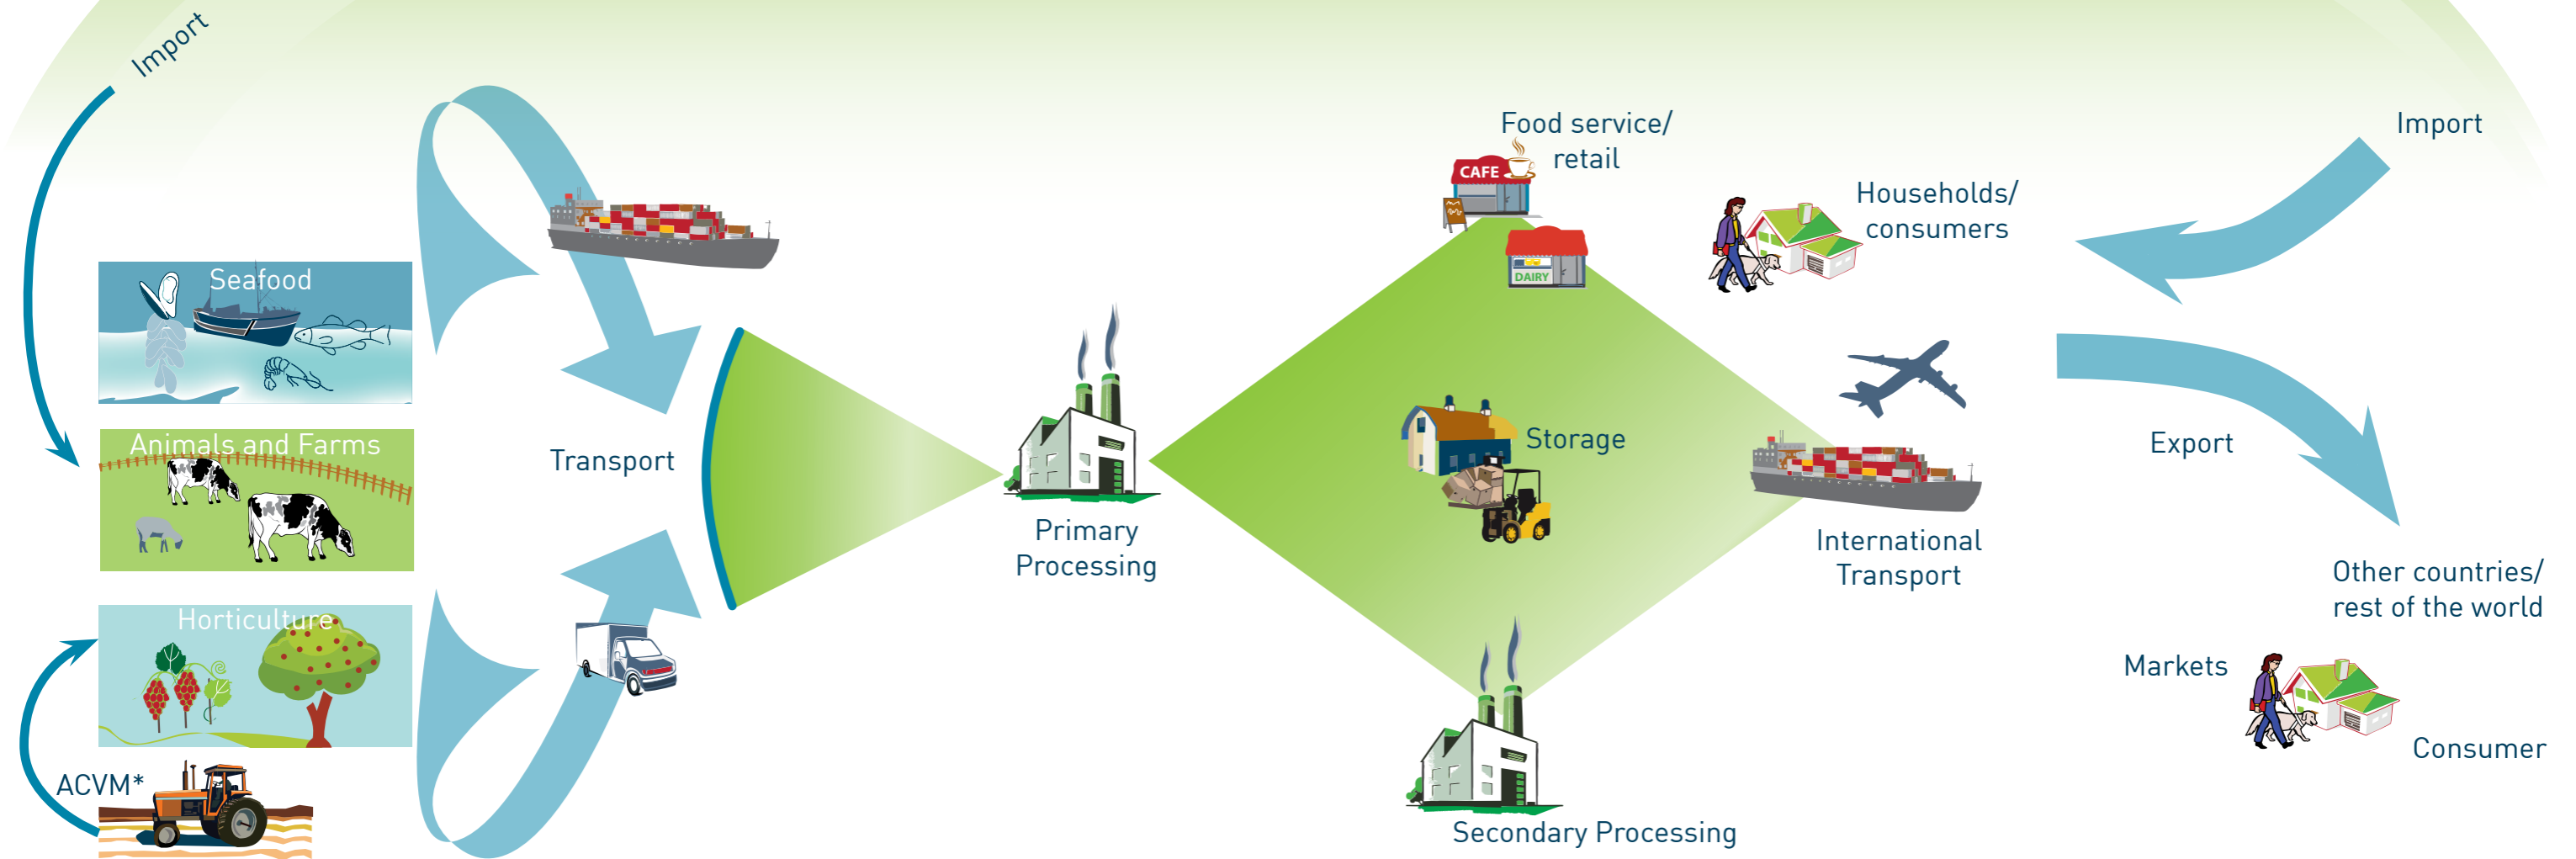 Import
Seafood
Animals and Farms
Horticulture
ACVM*
Transport
Primary
Processing
Food service/
retail
CAFE
DAIRY
Storage
Secondary Processing
Households/
consumers
International
Transport
Import
Export
Other countries/
rest of the world
Markets
Consumer